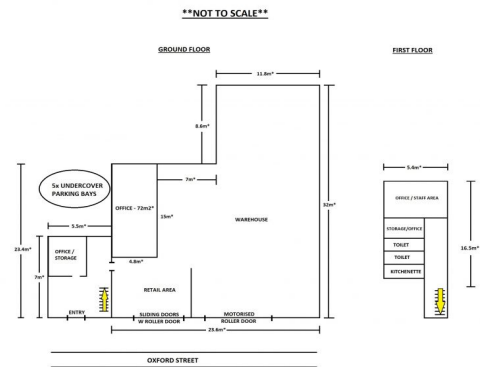 **NOT TO SCALE**
GROUND FLOOR
FIRST FLOOR
11.8m*
8.6m*
5.4m*
7m*
5x UNDERCOVER
PARKING BAYS
OFFICE - 72m2*
15m*
WAREHOUSE
32m*
OFFICE / STAFF AREA
5.5m*
23.4m*
STORAGE/OFFICE
TOILET
TOILET
KITCHENETTE
16.5m*
OFFICE /
STORAGE
7m*
4.8m*
RETAIL AREA
ENTRY
SLIDING DOORS
W ROLLER DOOR
MOTORISED
ROLLER DOOR
23.6m*
OXFORD STREET